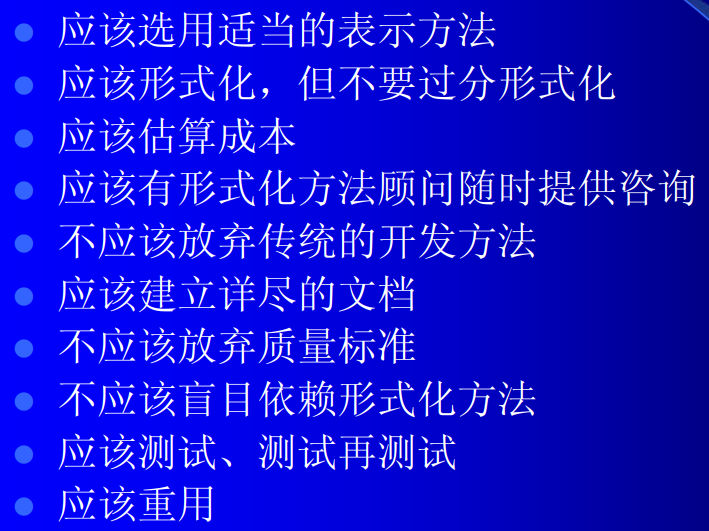 应该选用适当的表示方法
应该形式化，但不要过分形式化
应该估算成本
应该有形式化方法顾问随时提供咨询
不应该放弃传统的开发方法
应该建立详尽的文档
不应该放弃质量标准
不应该盲目依赖形式化方法
应该测试、测试再测试
应该重用